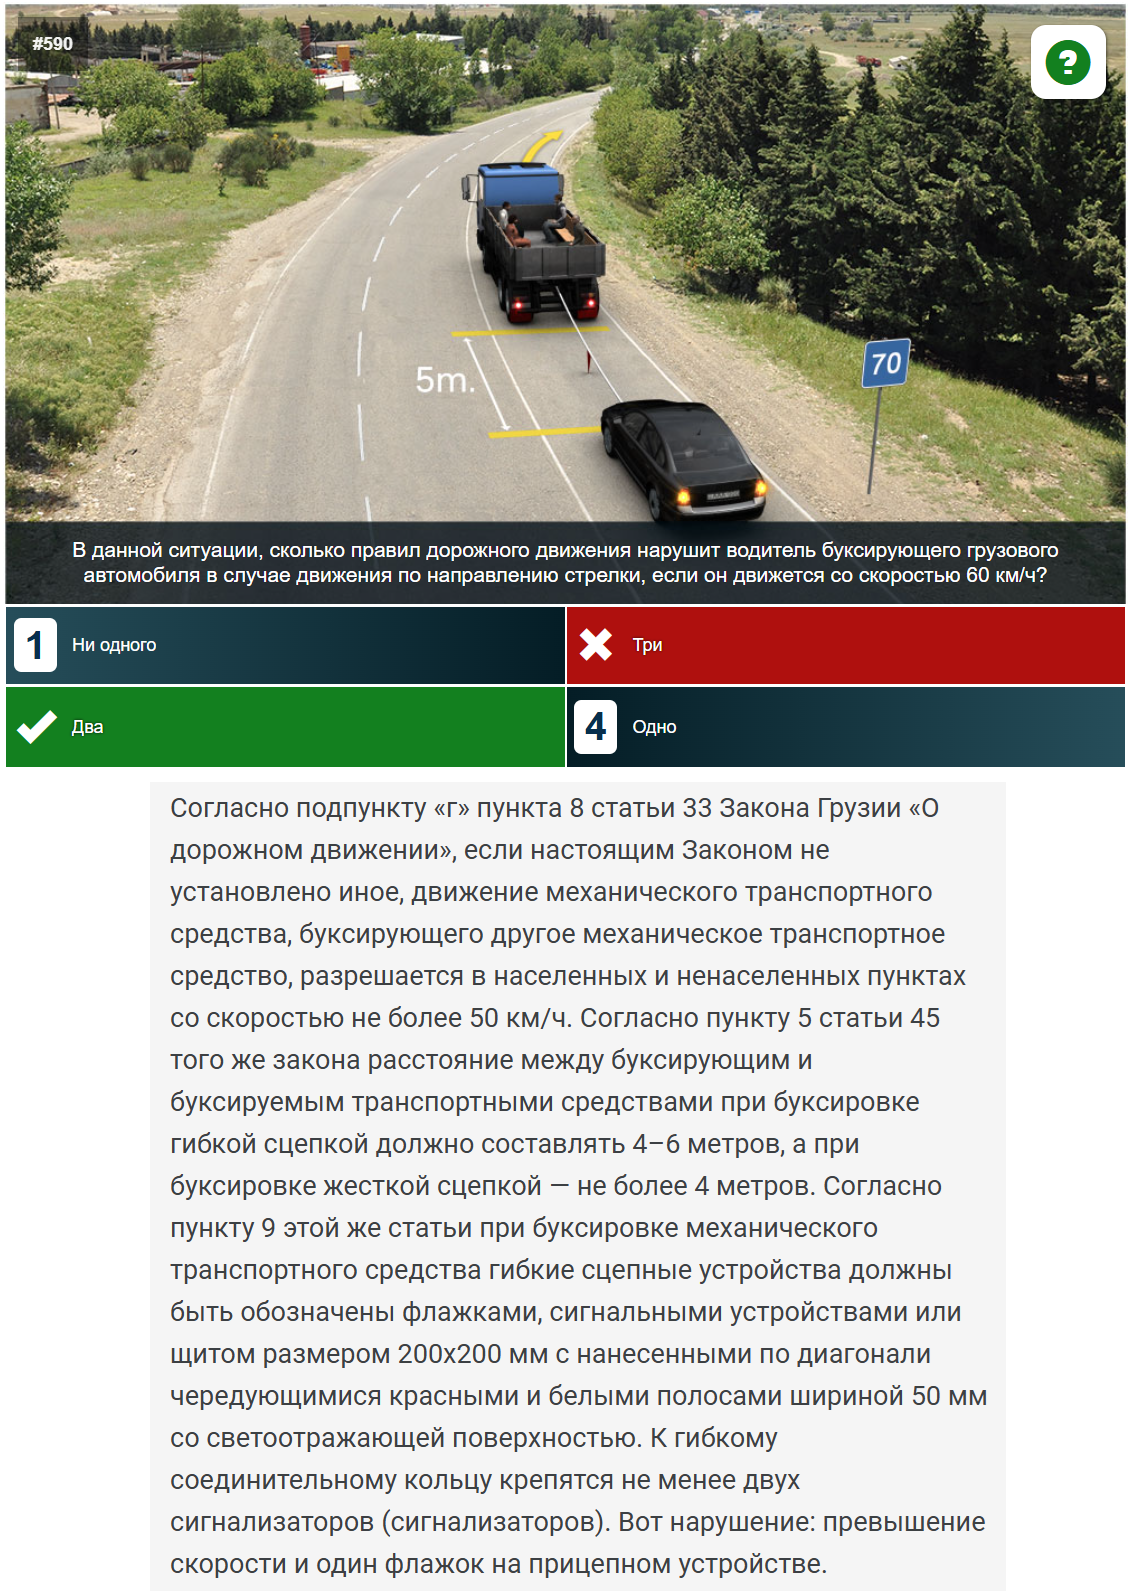 #590
?
70
5m.
В данной ситуации, сколько правил дорожного движения нарушит водитель буксирующего грузового
автомобиля в случае движения по направлению стрелки, если он движется со скоростью 60 км/ч?
1 Ни одного
Три
Два
4 Одно
Согласно подпункту «г» пункта 8 статьи 33 Закона Грузии «О
дорожном движении», если настоящим Законом не
установлено иное, движение механического транспортного
средства, буксирующего другое механическое транспортное
средство, разрешается в населенных и ненаселенных пунктах
со скоростью не более 50 км/ч. Согласно пункту 5 статьи 45
того же закона расстояние между буксирующим и
буксируемым транспортными средствами при буксировке
гибкой сцепкой должно составлять 4–6 метров, а при
буксировке жесткой сцепкой — не более 4 метров. Согласно
пункту 9 этой же статьи при буксировке механического
транспортного средства гибкие сцепные устройства должны
быть обозначены флажками, сигнальными устройствами или
щитом размером 200x200 мм с нанесенными по диагонали
чередующимися красными и белыми полосами шириной 50 мм
со светоотражающей поверхностью. К гибкому
соединительному кольцу крепятся не менее двух
сигнализаторов (сигнализаторов). Вот нарушение: превышение
скорости и один флажок на прицепном устройстве.